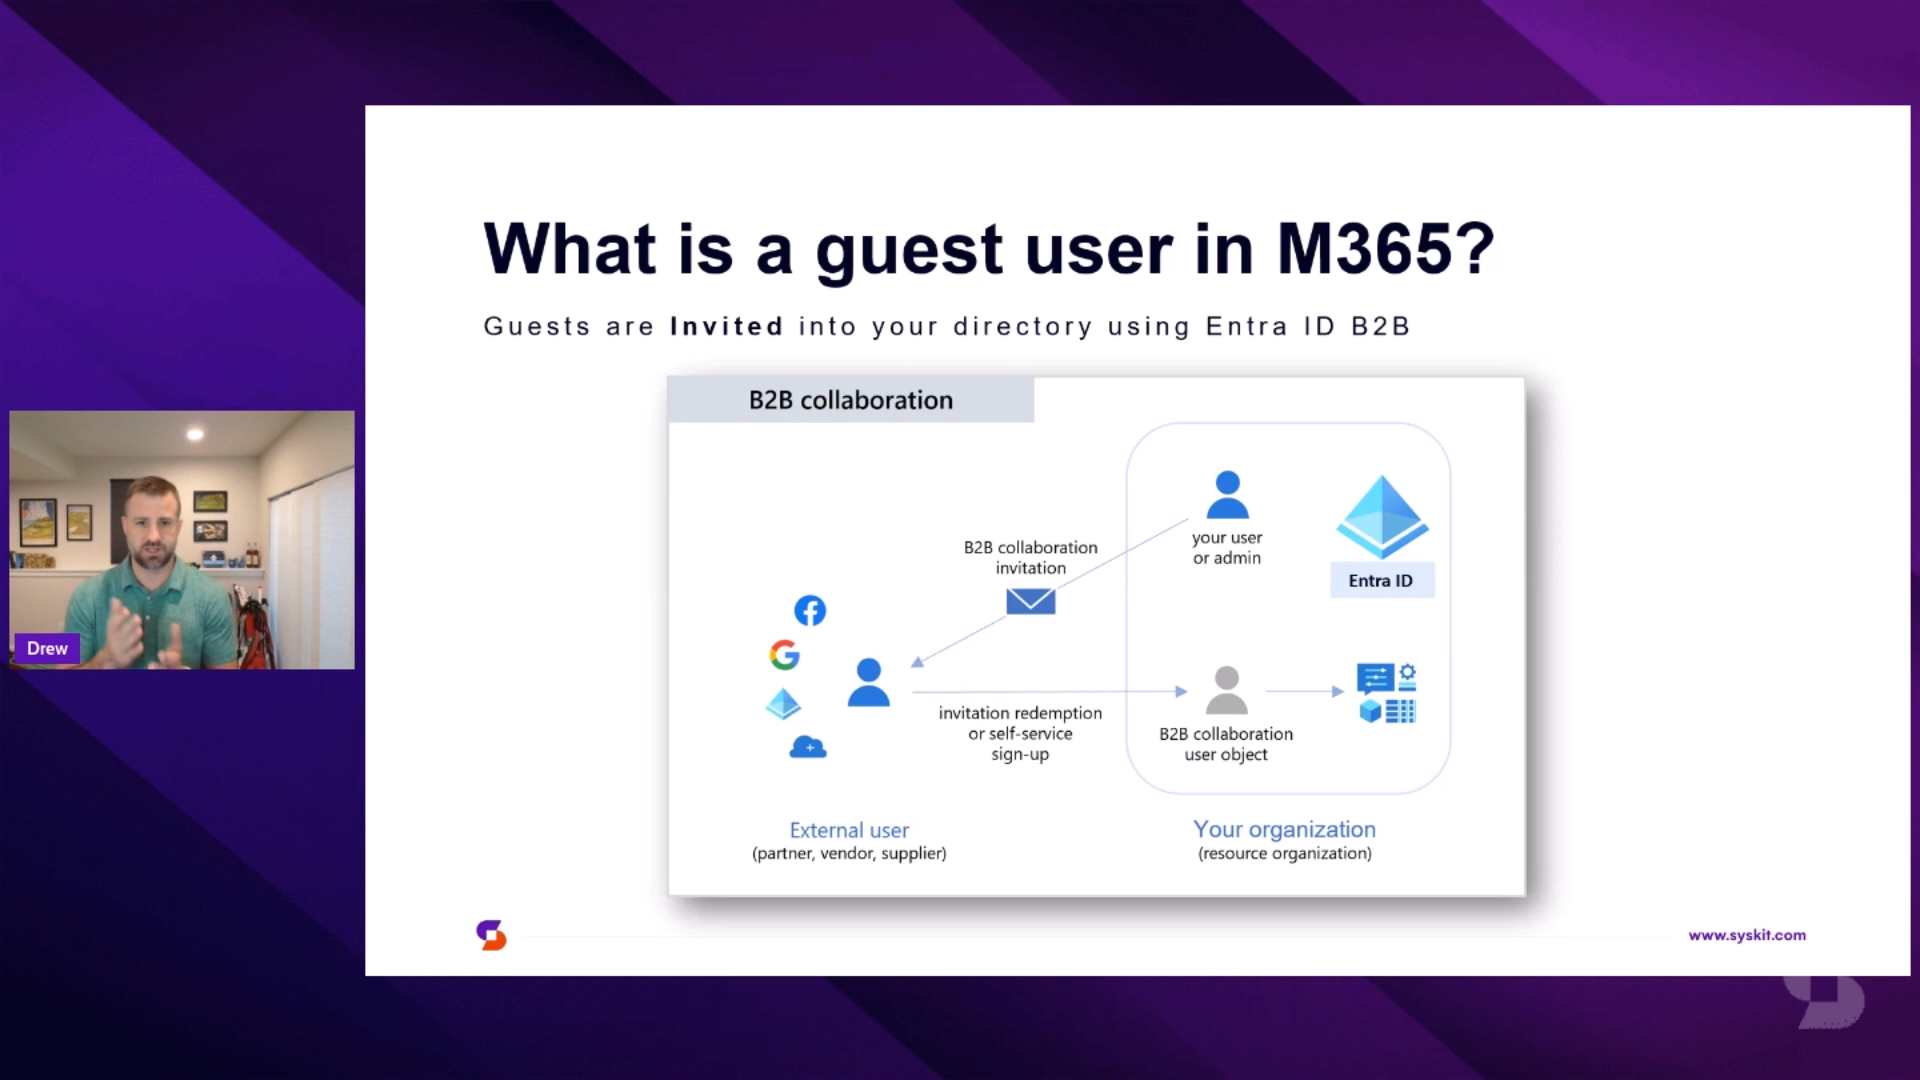 What is a guest user in M365?
Guests are Invited into your directory using Entra ID B2B
B2B collaboration
your user
or admin
Entra ID
B2B collaboration
invitation
invitation redemption
or self-service
sign-up
B2B collaboration
user object
External user
(partner, vendor, supplier)
Your organization
(resource organization)
Drew
www.syskit.com